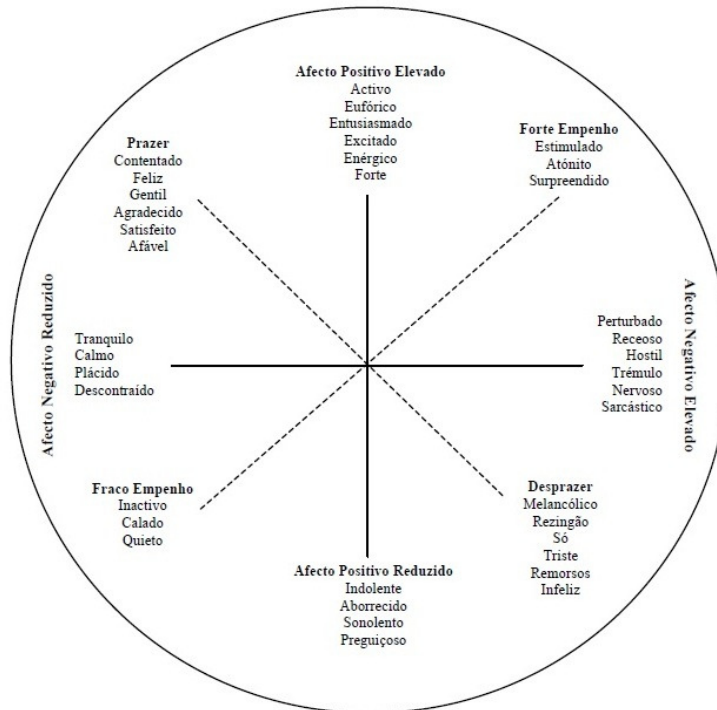 Afecto Positivo Elevado
Activo
Eufórico
Entusiasmado
Excitado
Enérgico
Forte
Prazer
Contentado
Feliz
Gentil
Agradecido
Satisfeito
Afável
Forte Empenho
Estimulado
Atónito
Surpreendido
Afecto Negativo Reduzido
Tranquilo
Calmo
Plácido
Descontraído
Perturbado
Receoso
Hostil
Trémulo
Nervoso
Sarcástico
Afecto Negativo Elevado
Fraco Empenho
Inactivo
Calado
Quieto
Afecto Positivo Reduzido
Indolente
Aborrecido
Sonolento
Preguiçoso
Desprazer
Melancólico
Rezingão
Só
Triste
Remorsos
Infeliz